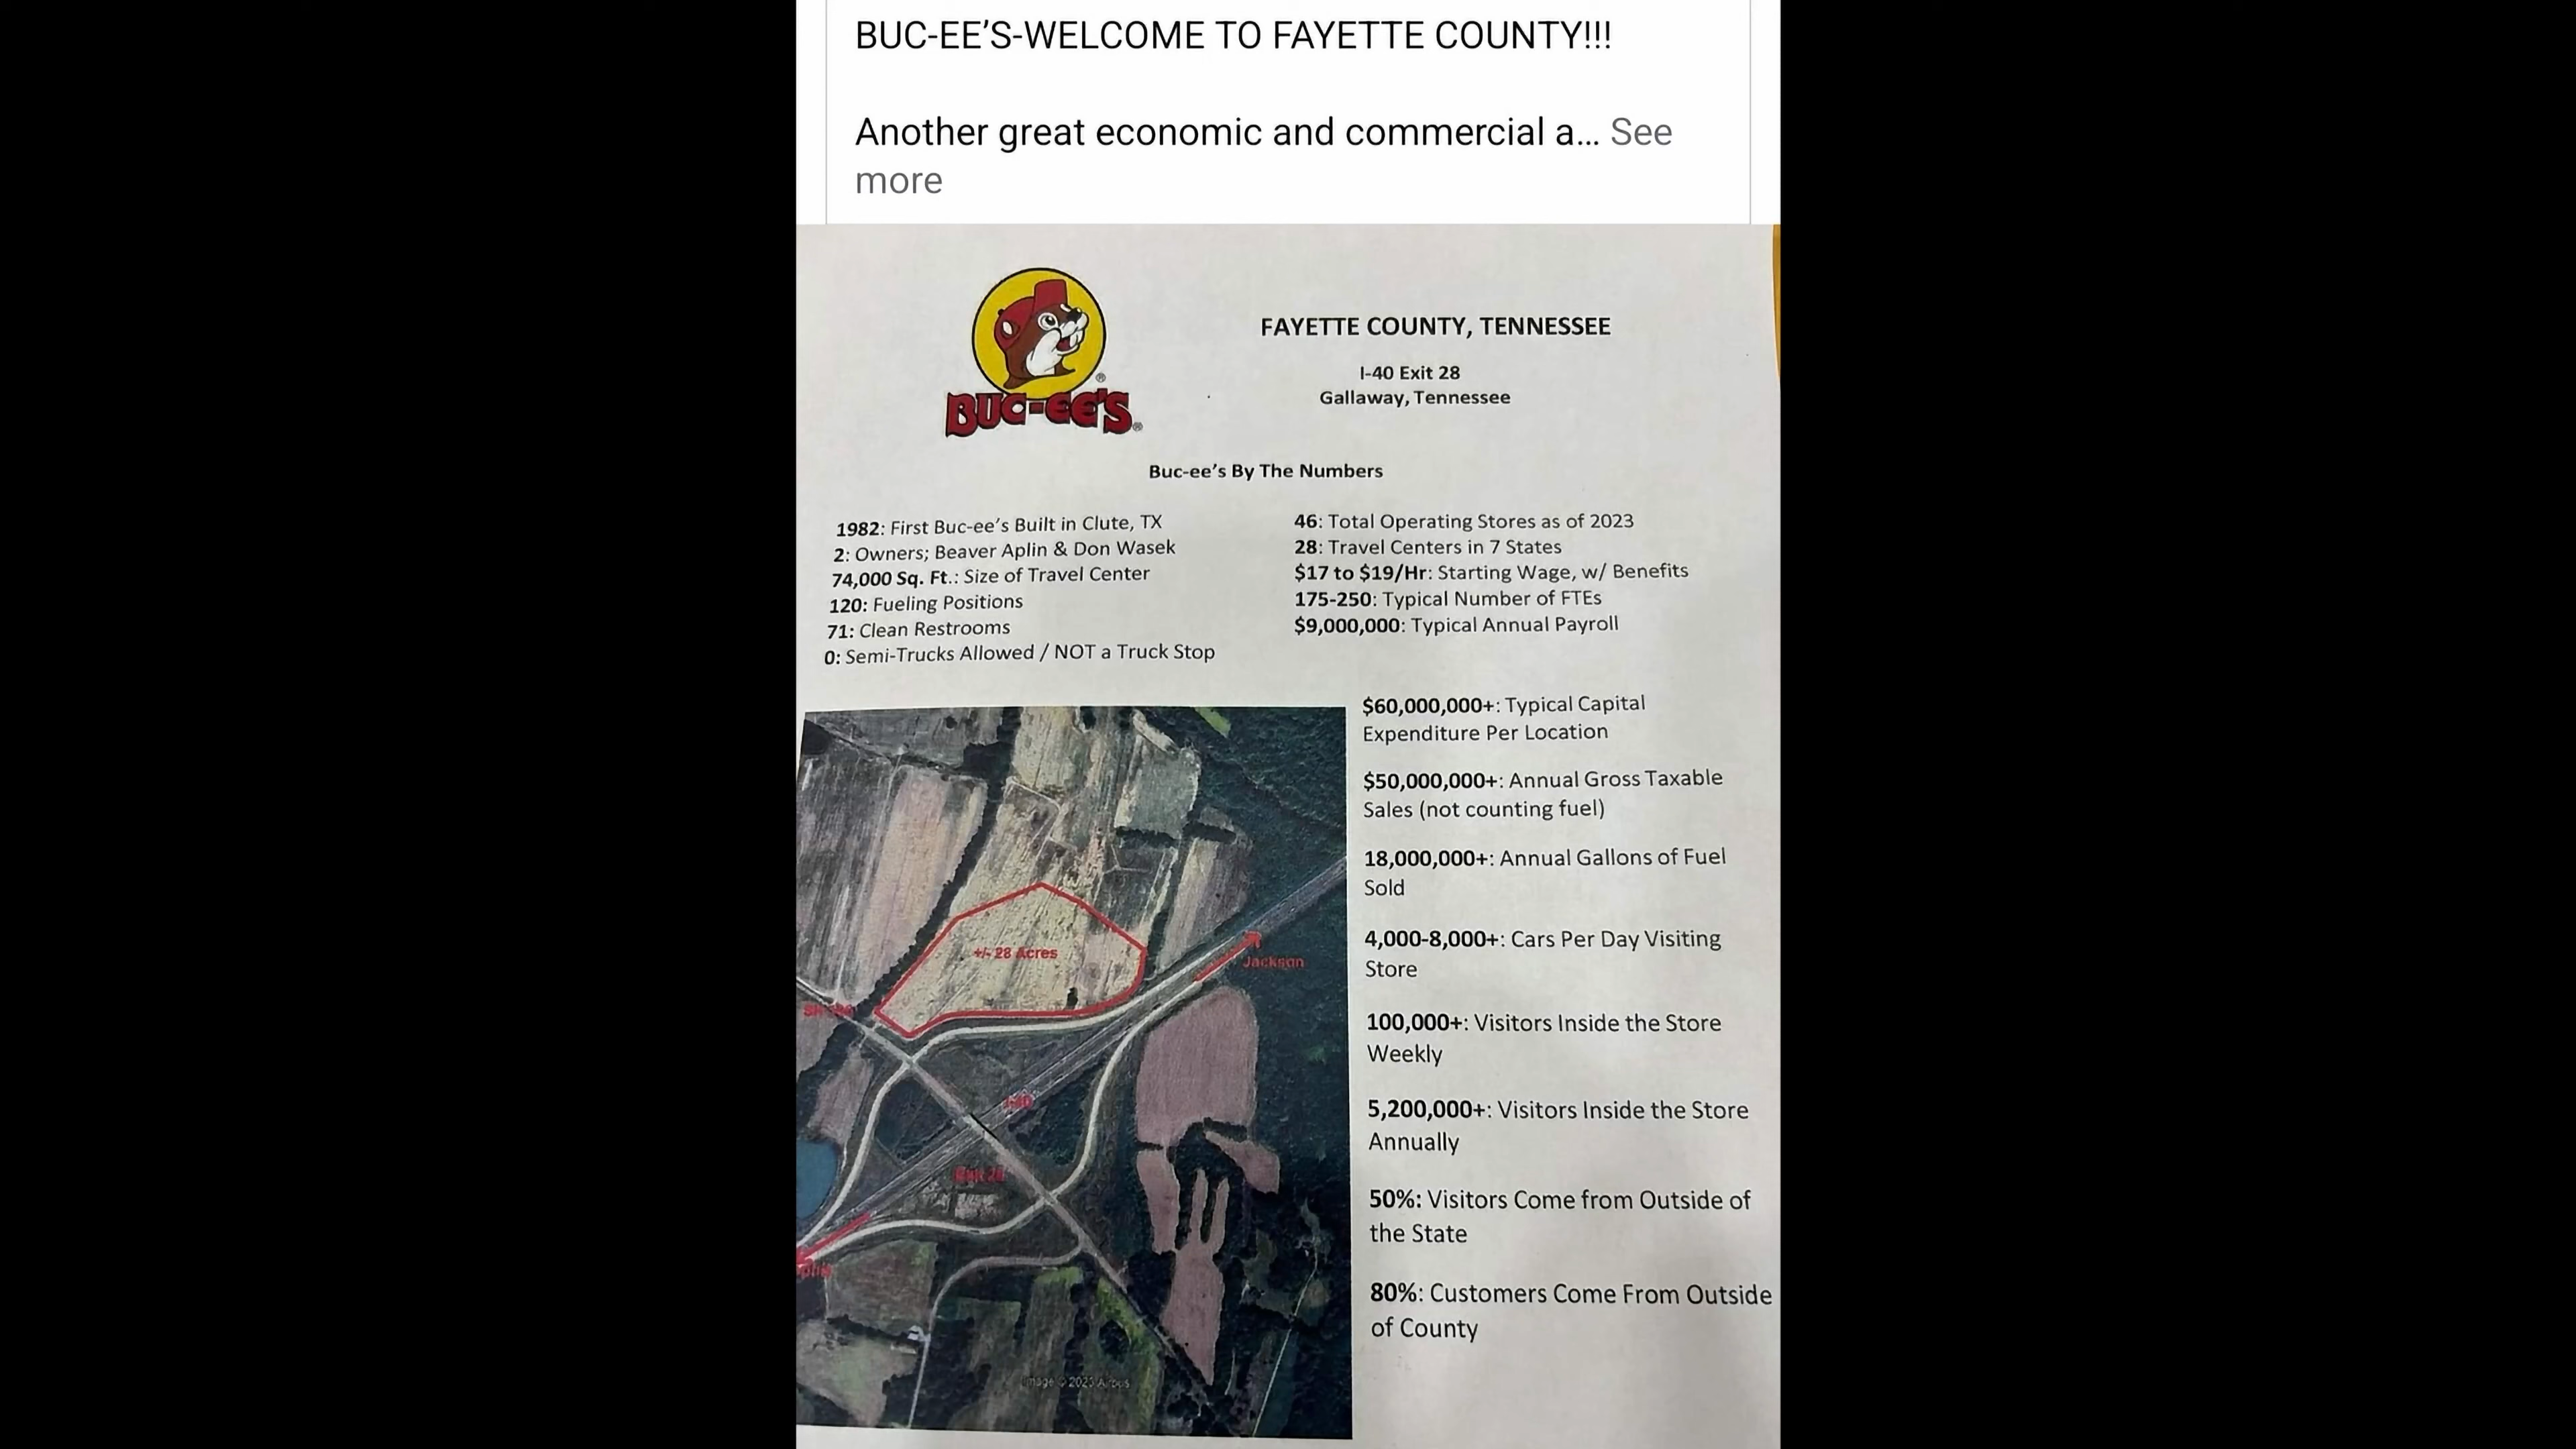 BUC-EE’S-WELCOME TO FAYETTE COUNTY!!!
Another great economic and commercial a... See
more
BUC-EE'S®
FAYETTE COUNTY, TENNESSEE
I-40 Exit 28
Gallaway, Tennessee
Buc-ee’s By The Numbers
1982: First Buc-ee’s Built in Clute, TX
2: Owners; Beaver Aplin & Don Wasek
74,000 Sq. Ft.: Size of Travel Center
120: Fueling Positions
71: Clean Restrooms
0: Semi-Trucks Allowed / NOT a Truck Stop
46: Total Operating Stores as of 2023
28: Travel Centers in 7 States
$17 to $19/Hr: Starting Wage, w/ Benefits
175-250: Typical Number of FTEs
$9,000,000: Typical Annual Payroll
$60,000,000+: Typical Capital
Expenditure Per Location
$50,000,000+: Annual Gross Taxable
Sales (not counting fuel)
18,000,000+: Annual Gallons of Fuel
Sold
4,000-8,000+: Cars Per Day Visiting
Store
100,000+: Visitors Inside the Store
Weekly
5,200,000+: Visitors Inside the Store
Annually
50%: Visitors Come from Outside of
the State
80%: Customers Come From Outside
of County
+/- 28 Acres
Jackson
I-40
Image © 2023 Airbus